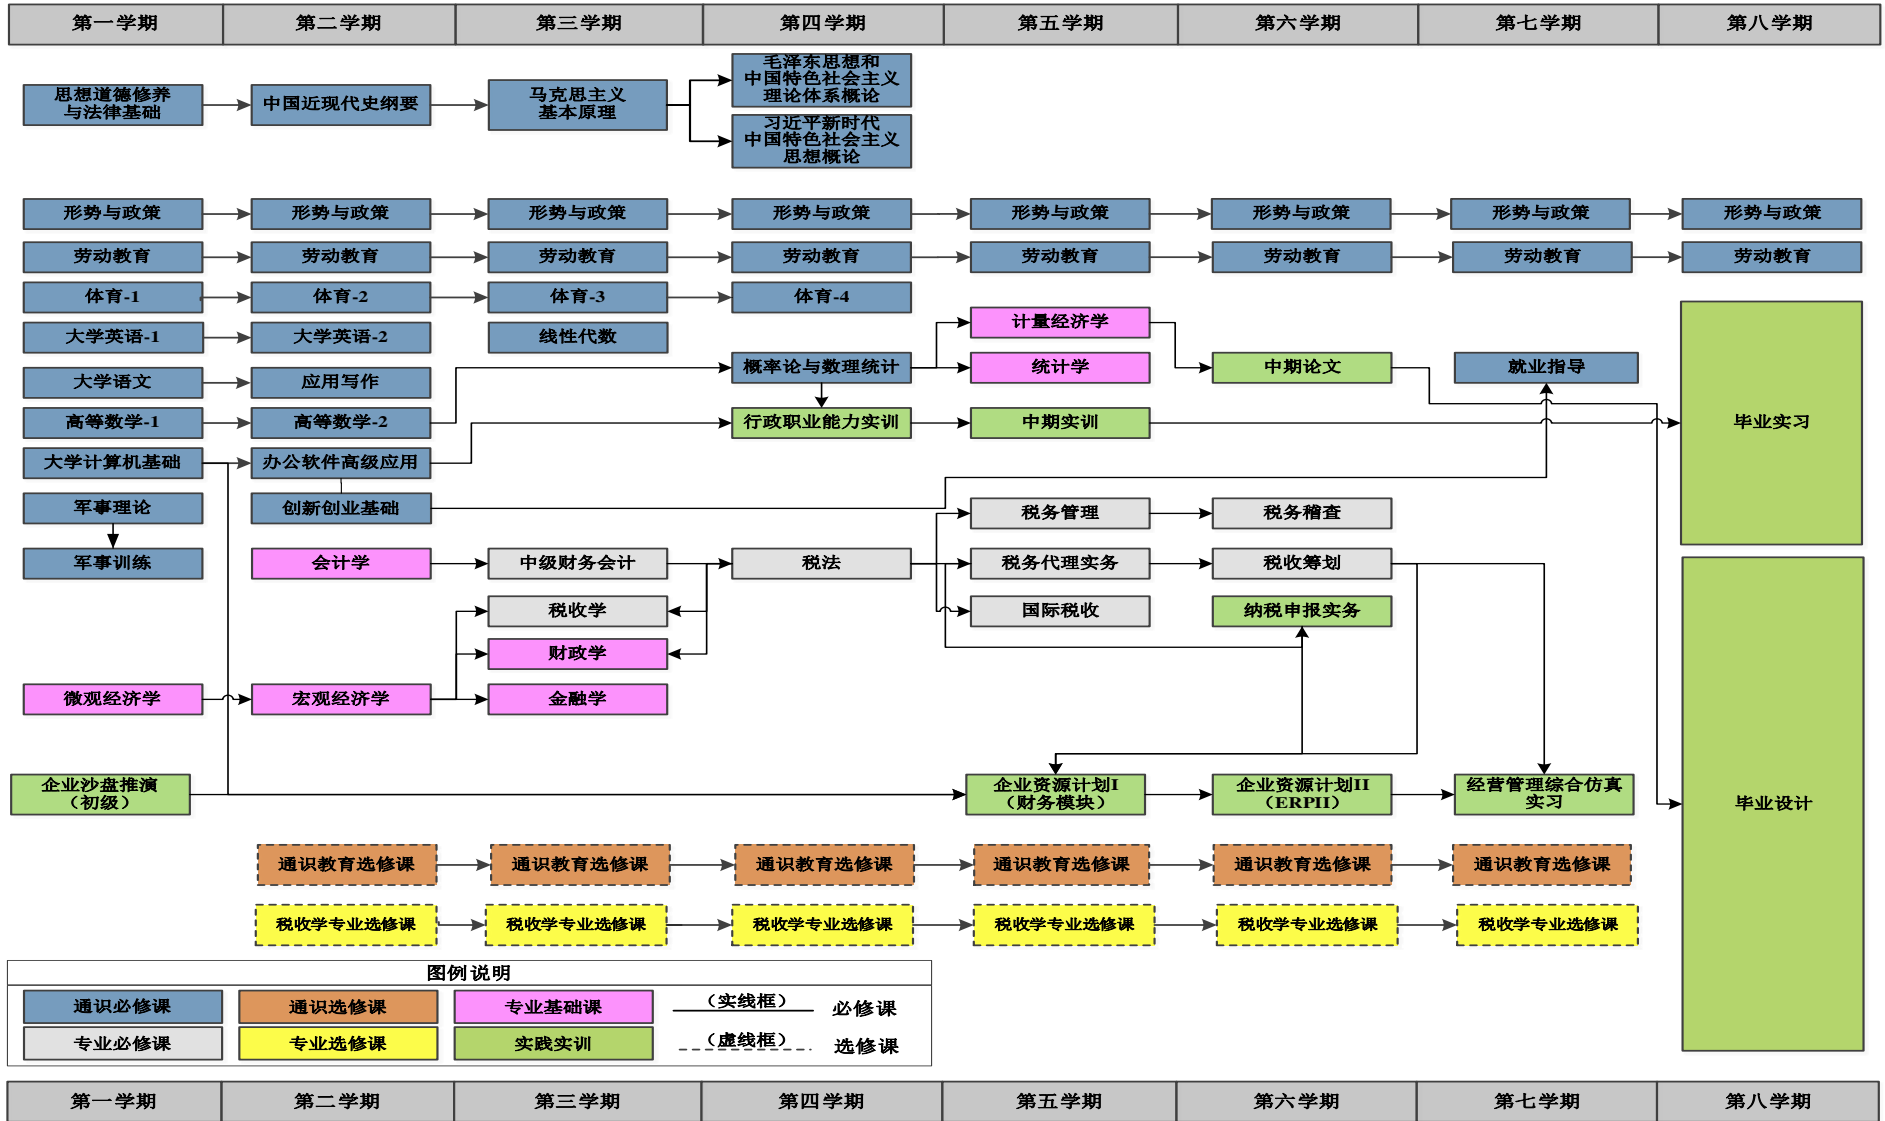 第一学期 第二学期 第三学期 第四学期 第五学期 第六学期 第七学期 第八学期
思想道德修养
与法律基础
中国近现代史纲要
马克思主义
基本原理
毛泽东思想和
中国特色社会主义
理论体系概论
习近平新时代
中国特色社会主义
思想概论
形势与政策 形势与政策 形势与政策 形势与政策 形势与政策 形势与政策 形势与政策 形势与政策
劳动教育 劳动教育 劳动教育 劳动教育 劳动教育 劳动教育 劳动教育 劳动教育
体育-1 体育-2 体育-3 体育-4
大学英语-1 大学英语-2 线性代数 计量经济学
大学语文 应用写作 概率论与数理统计 统计学 中期论文 就业指导
高等数学-1 高等数学-2 行政职业能力实训 中期实训 毕业实习
大学计算机基础 办公软件高级应用
军事理论 创新创业基础 税务管理 税务稽查
军事训练 会计学 中级财务会计 税法 税务代理实务 税收筹划
税收学 国际税收 纳税申报实务
财政学
微观经济学 宏观经济学 金融学
企业沙盘推演
（初级）
企业资源计划I
（财务模块）
企业资源计划II
（ERPII）
经营管理综合仿真
实习
毕业设计
通识教育选修课 通识教育选修课 通识教育选修课 通识教育选修课 通识教育选修课 通识教育选修课
税收学专业选修课 税收学专业选修课 税收学专业选修课 税收学专业选修课 税收学专业选修课 税收学专业选修课
图例说明
通识必修课 通识选修课 专业基础课 （实线框） 必修课
专业必修课 专业选修课 实践实训 （虚线框） 选修课
第一学期 第二学期 第三学期 第四学期 第五学期 第六学期 第七学期 第八学期